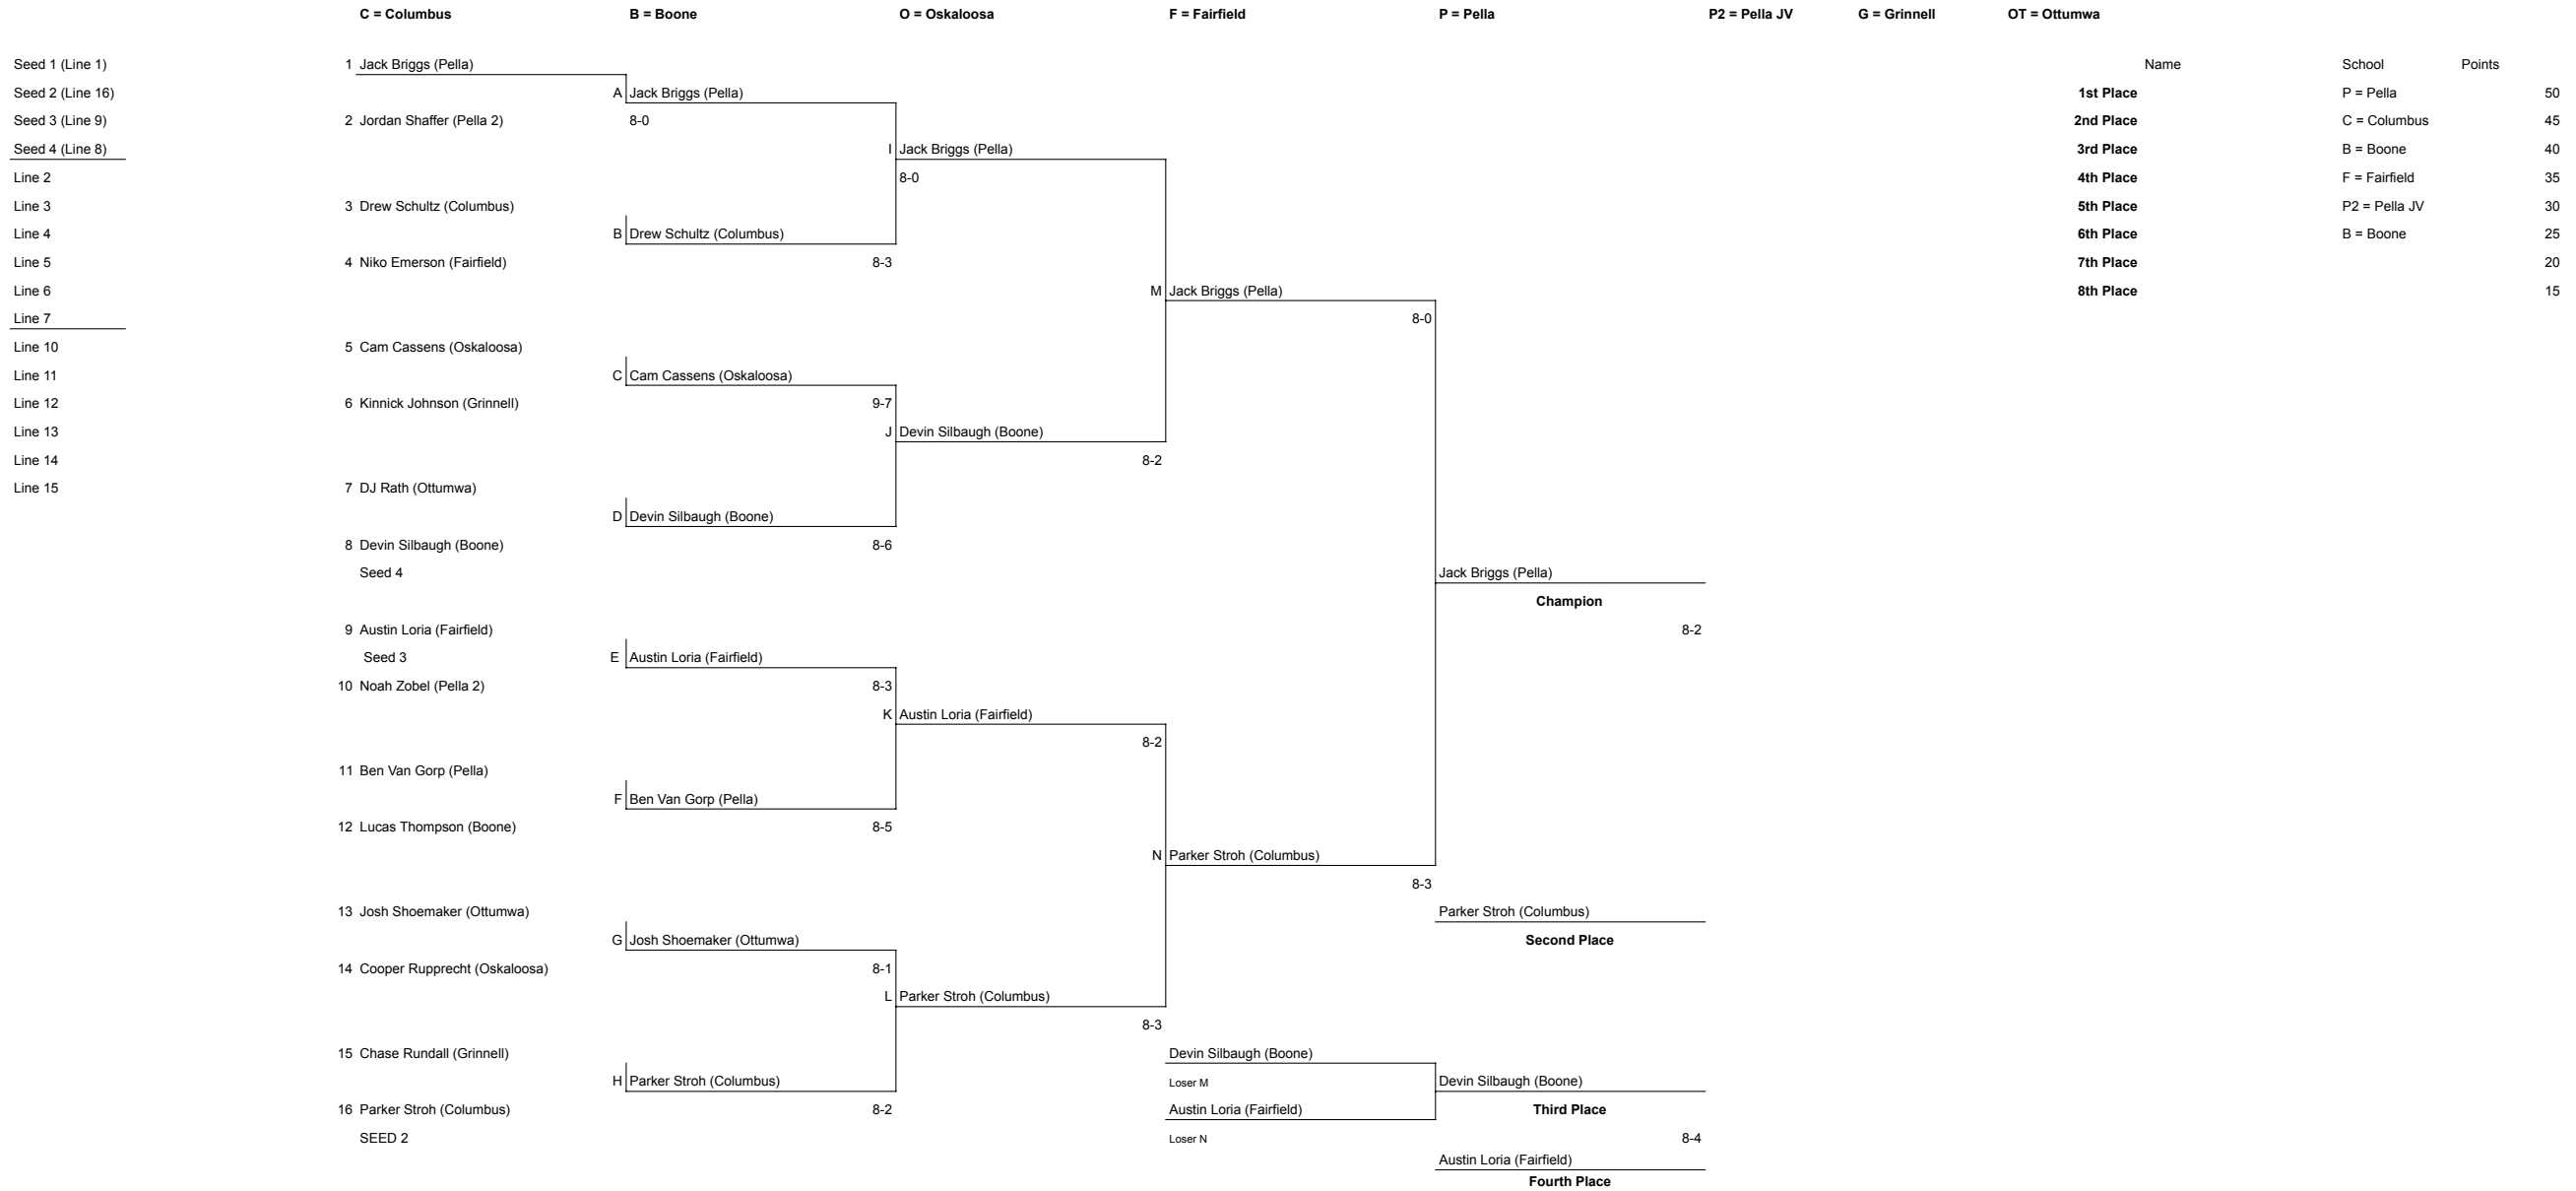 C = Columbus B = Boone O = Oskaloosa F = Fairfield P = Pella P2 = Pella JV G = Grinnell OT = Ottumwa
Seed 1 (Line 1) 1 Jack Briggs (Pella) Name School Points
Seed 2 (Line 16) A Jack Briggs (Pella) 1st Place P = Pella 50
Seed 3 (Line 9) 2 Jordan Shaffer (Pella 2) 8-0 2nd Place C = Columbus 45
Seed 4 (Line 8) I Jack Briggs (Pella) 3rd Place B = Boone 40
Line 2 8-0 4th Place F = Fairfield 35
Line 3 3 Drew Schultz (Columbus) 5th Place P2 = Pella JV 30
Line 4 B Drew Schultz (Columbus) 6th Place B = Boone 25
Line 5 4 Niko Emerson (Fairfield) 8-3 7th Place 20
Line 6 M Jack Briggs (Pella) 8th Place 15
Line 7 8-0
Line 10 5 Cam Cassens (Oskaloosa)
Line 11 C Cam Cassens (Oskaloosa)
Line 12 6 Kinnick Johnson (Grinnell) 9-7
Line 13 J Devin Silbaugh (Boone)
Line 14 8-2
Line 15 7 DJ Rath (Ottumwa)
D Devin Silbaugh (Boone)
8 Devin Silbaugh (Boone) 8-6
Seed 4 Jack Briggs (Pella)
Champion
9 Austin Loria (Fairfield) 8-2
Seed 3 E Austin Loria (Fairfield)
10 Noah Zobel (Pella 2) 8-3
K Austin Loria (Fairfield)
8-2
11 Ben Van Gorp (Pella)
F Ben Van Gorp (Pella)
12 Lucas Thompson (Boone) 8-5
N Parker Stroh (Columbus)
8-3
13 Josh Shoemaker (Ottumwa) Parker Stroh (Columbus)
G Josh Shoemaker (Ottumwa) Second Place
14 Cooper Rupprecht (Oskaloosa) 8-1
L Parker Stroh (Columbus)
8-3
15 Chase Rundall (Grinnell) Devin Silbaugh (Boone)
H Parker Stroh (Columbus) Loser M Devin Silbaugh (Boone)
16 Parker Stroh (Columbus) 8-2 Austin Loria (Fairfield) Third Place
SEED 2 Loser N 8-4
Austin Loria (Fairfield)
Fourth Place